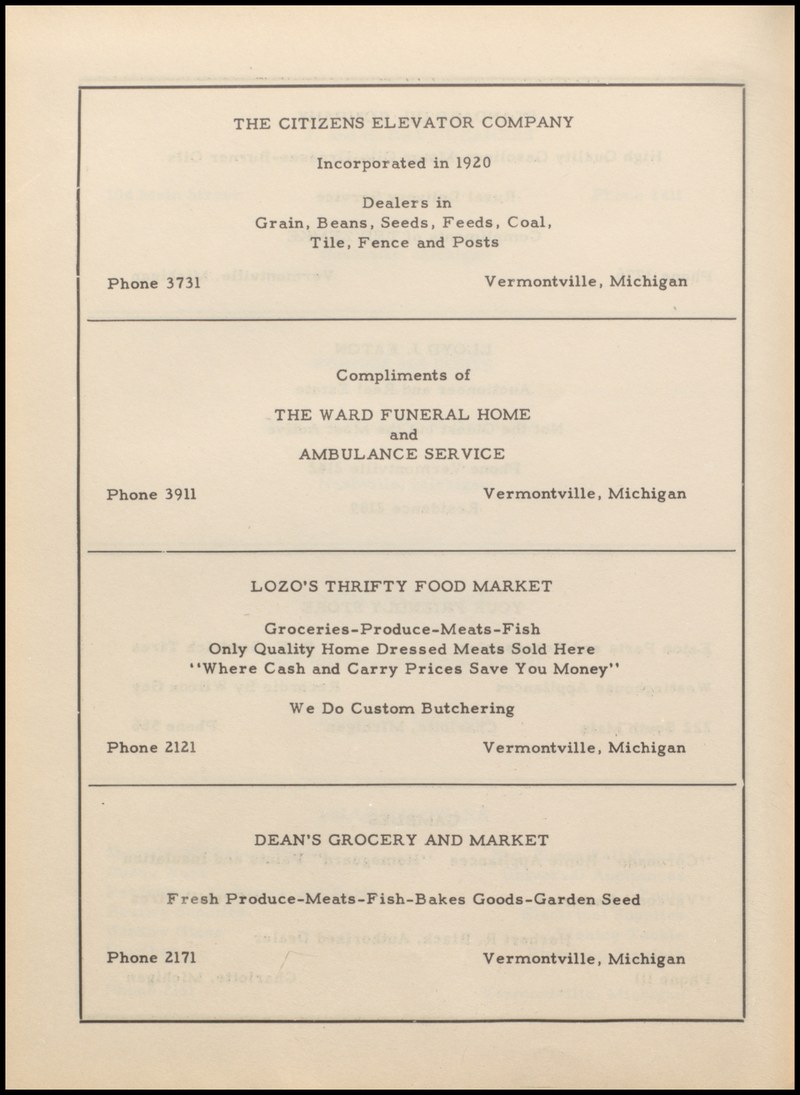 THE CITIZENS ELEVATOR COMPANY
Incorporated in 1920
Dealers in
Grain, Beans, Seeds, Feeds, Coal,
Tile, Fence and Posts
Phone 3731 Vermontville, Michigan
Compliments of
THE WARD FUNERAL HOME
and
AMBULANCE SERVICE
Phone 3911 Vermontville, Michigan
LOZO'S THRIFTY FOOD MARKET
Groceries-Produce-Meats-Fish
Only Quality Home Dressed Meats Sold Here
"Where Cash and Carry Prices Save You Money"
We Do Custom Butchering
Phone 2121 Vermontville, Michigan
DEAN'S GROCERY AND MARKET
Fresh Produce-Meats-Fish-Bakes Goods-Garden Seed
Phone 2171 Vermontville, Michigan